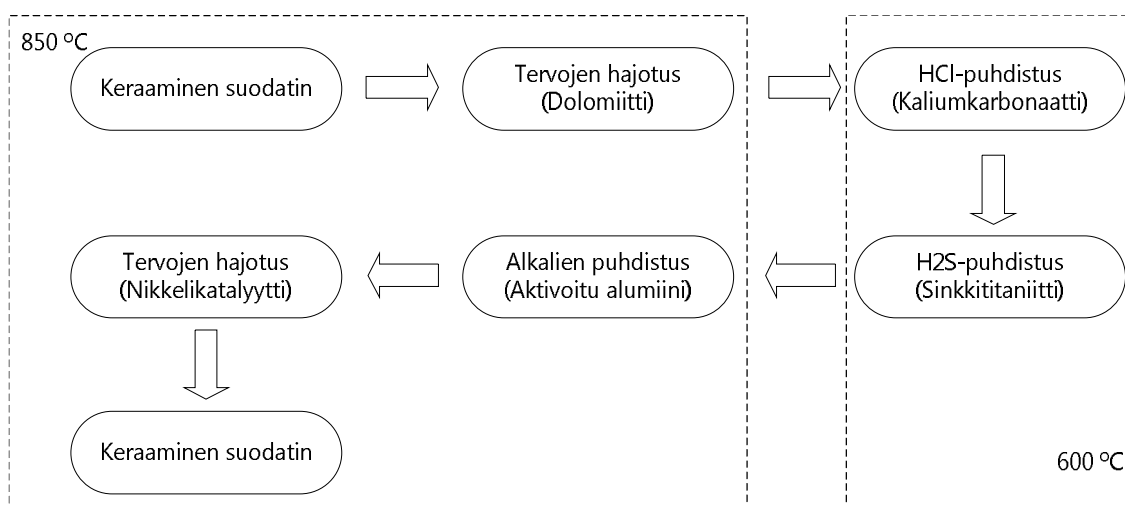 850 °C
Keraaminen suodatin
Tervojen hajotus
(Dolomiitti)
HCl-puhdistus
(Kaliumkarbonaatti)
Tervojen hajotus
(Nikkelikatalyytti)
Alkalien puhdistus
(Aktivoitu alumiini)
H2S-puhdistus
(Sinkkititaniitti)
Keraaminen suodatin
600 °C